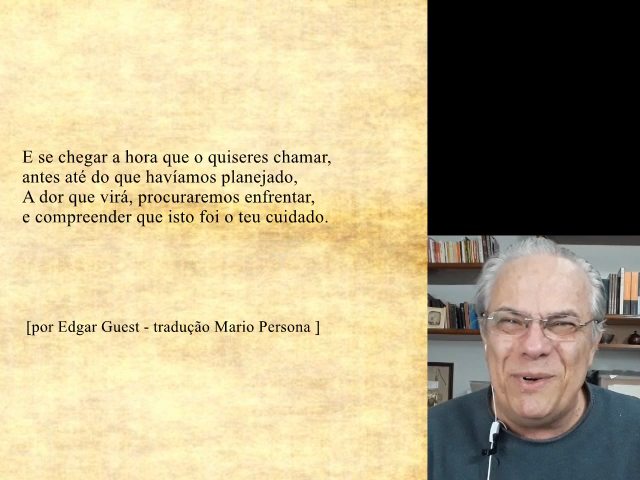 E se chegar a hora que o quiseres chamar,
antes até do que havíamos planejado,
A dor que virá, procuraremos enfrentar,
e compreender que isto foi o teu cuidado.
[por Edgar Guest - tradução Mario Persona ]